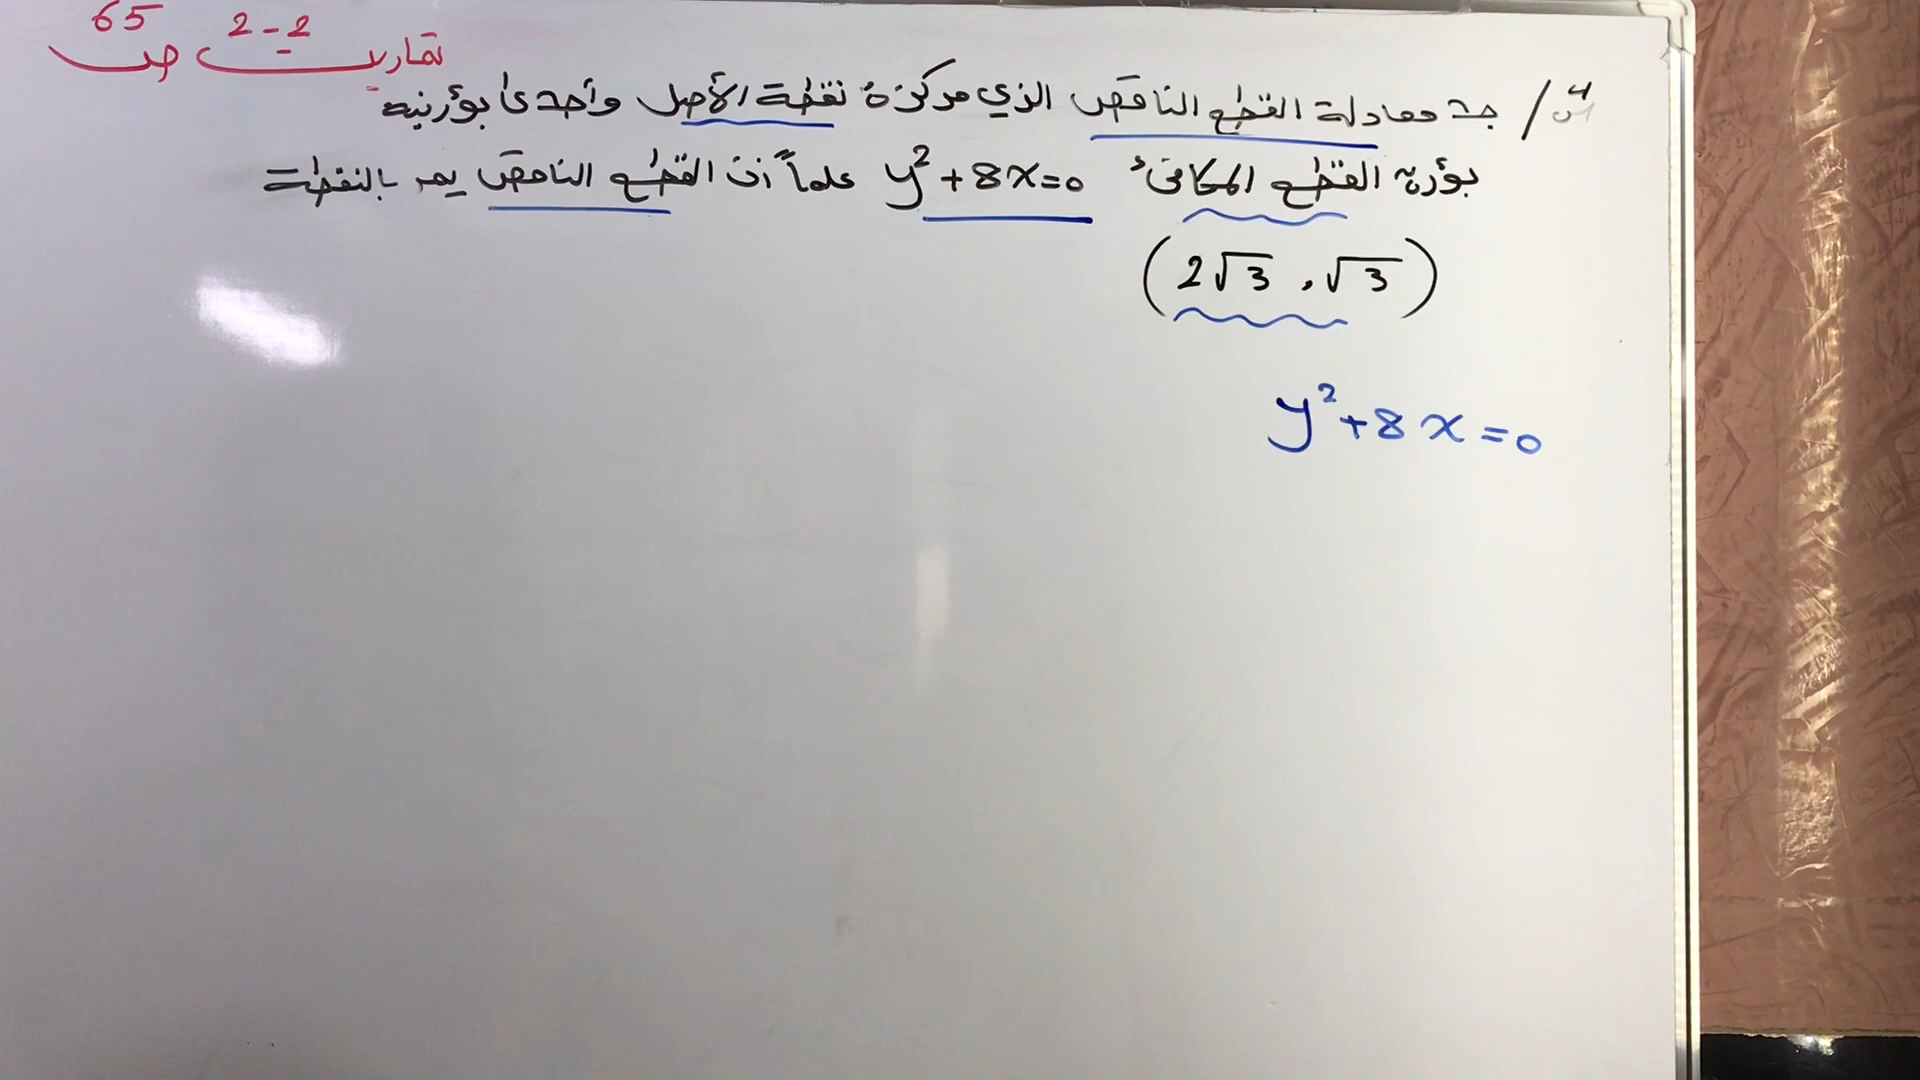 تمارين 2-2 ص 65
س4/ جد معادلة القطع الناقص الذي مركزه نقطة الأصل وأحدى بؤرتيه
بؤرة القطع المكافئ y²+8x=0 علماً أن القطع الناقص يمر بالنقطة
(2√3 , √3)
y²+8x=0